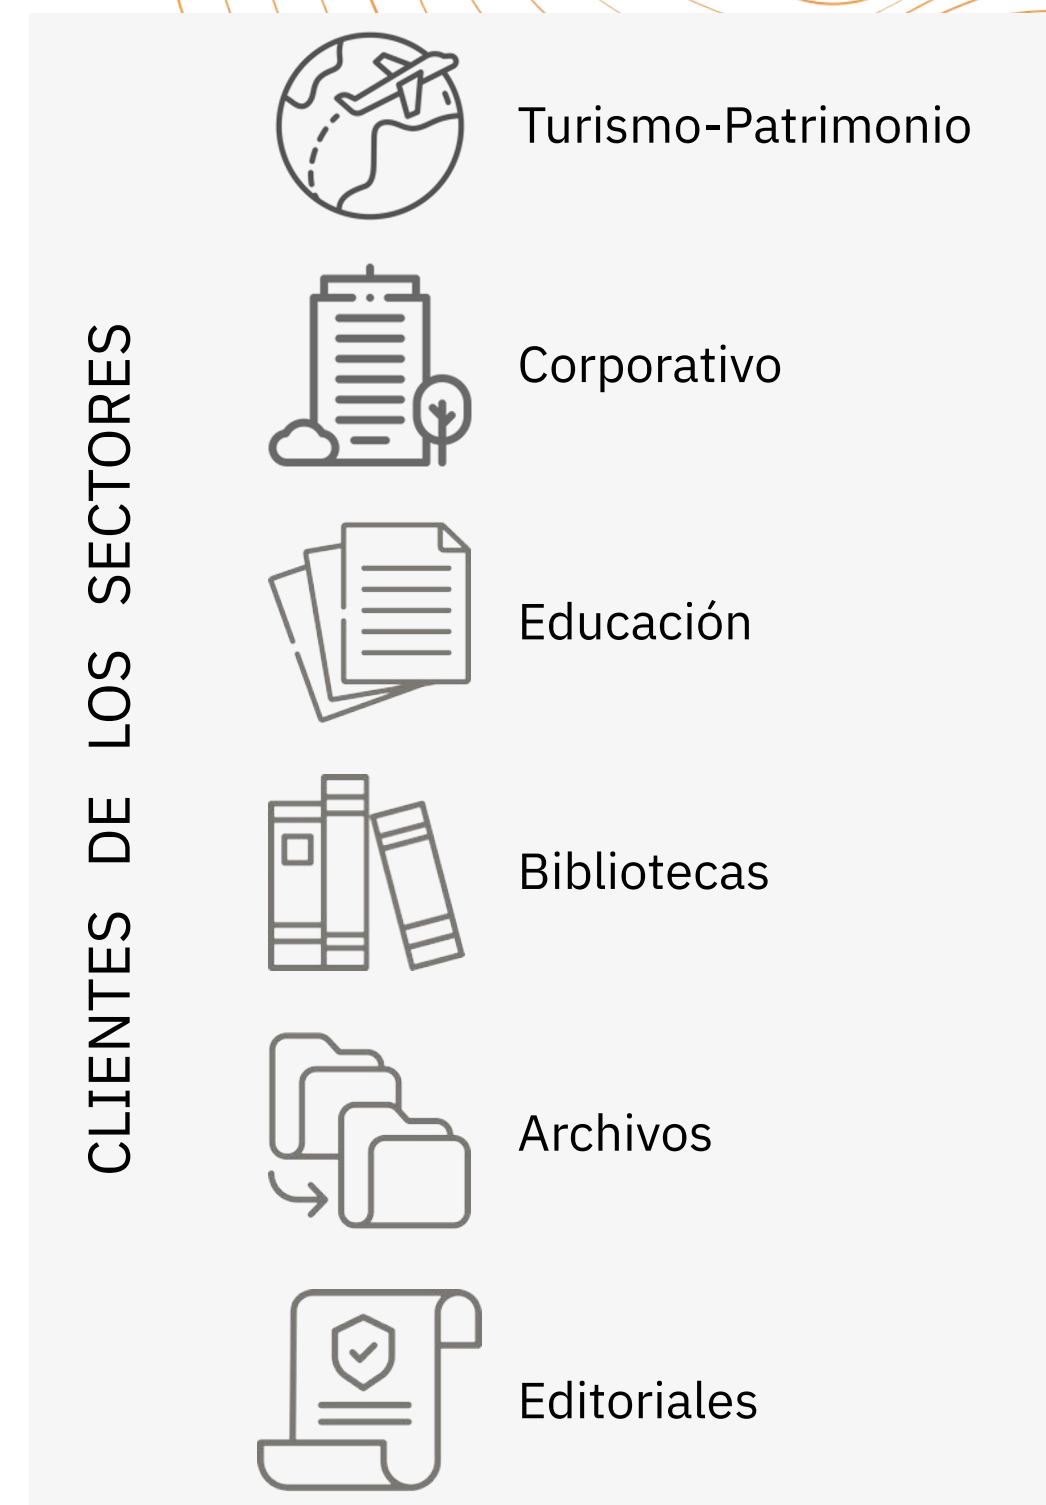 CLIENTES DE LOS SECTORES
Turismo-Patrimonio
Corporativo
Educación
Bibliotecas
Archivos
Editoriales